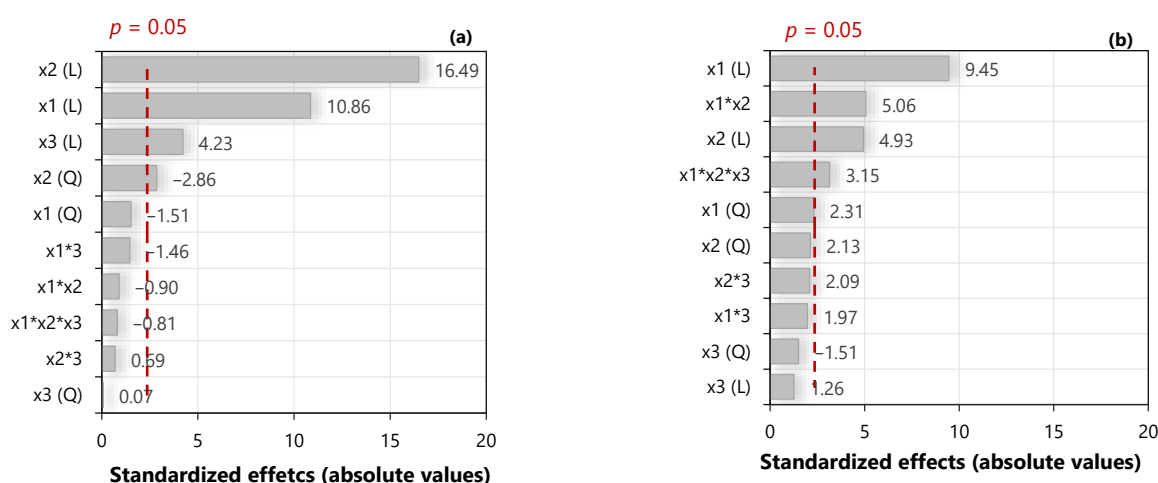 p = 0.05
(a)
x2 (L)
16.49
x1 (L)
10.86
x3 (L)
4.23
x2 (Q)
–2.86
x1 (Q)
–1.51
x1*3
–1.46
x1*x2
–0.90
x1*x2*x3
–0.81
x2*3
0.69
x3 (Q)
0.07
0 5 10 15 20
Standardized effetcs (absolute values)
p = 0.05
(b)
x1 (L)
9.45
x1*x2
5.06
x2 (L)
4.93
x1*x2*x3
3.15
x1 (Q)
2.31
x2 (Q)
2.13
x2*3
2.09
x1*3
1.97
x3 (Q)
–1.51
x3 (L)
1.26
0 5 10 15 20
Standardized effects (absolute values)